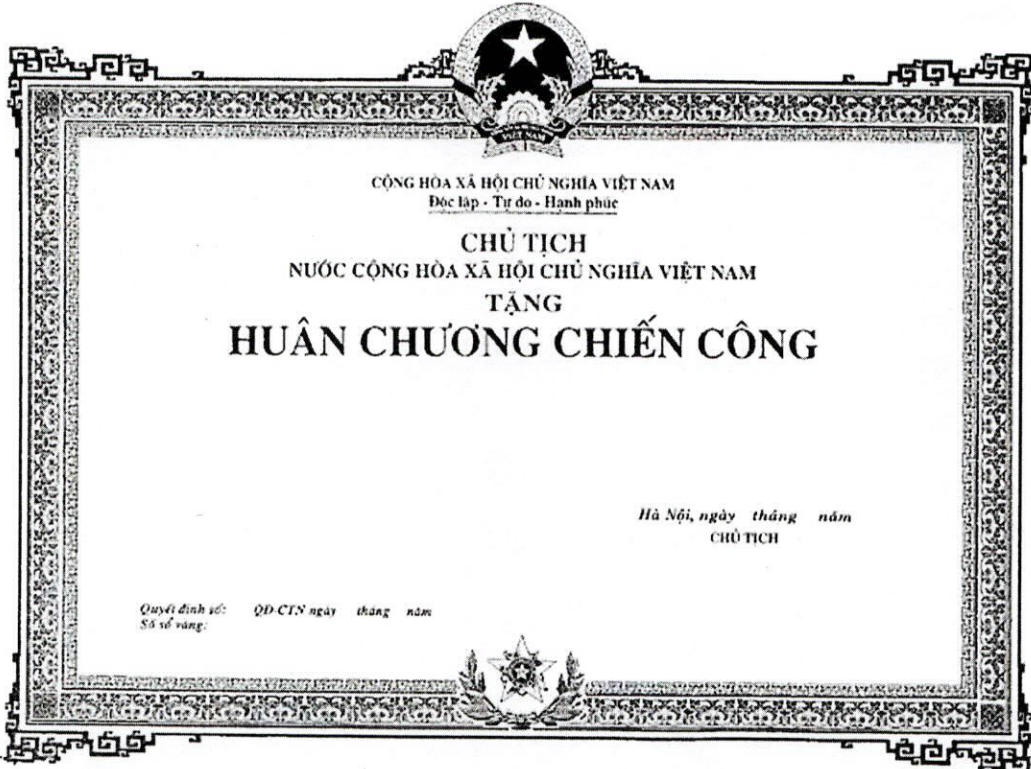 VIỆT NAM
CỘNG HÒA XÃ HỘI CHỦ NGHĨA VIỆT NAM
Độc lập - Tự do - Hạnh phúc
CHỦ TỊCH
NƯỚC CỘNG HÒA XÃ HỘI CHỦ NGHĨA VIỆT NAM
TẶNG
HUÂN CHƯƠNG CHIẾN CÔNG
Hà Nội, ngày tháng năm
CHỦ TỊCH
Quyết định số: QĐ-CTN ngày tháng năm
Số sổ vàng: